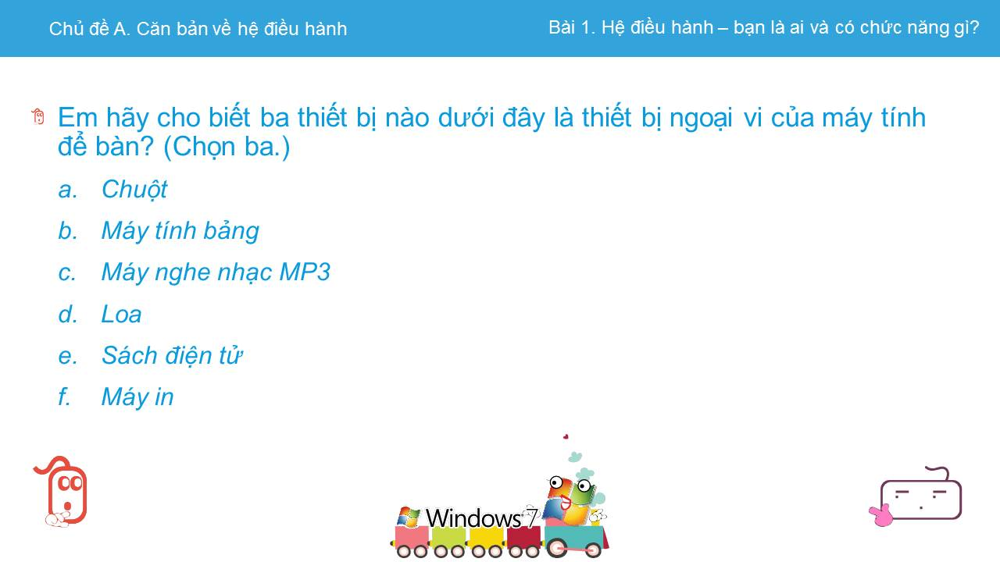 Chủ đề A. Căn bản về hệ điều hành
Bài 1. Hệ điều hành – bạn là ai và có chức năng gì?
Em hãy cho biết ba thiết bị nào dưới đây là thiết bị ngoại vi của máy tính
để bàn? (Chọn ba.)
a. Chuột
b. Máy tính bảng
c. Máy nghe nhạc MP3
d. Loa
e. Sách điện tử
f. Máy in
Windows 7